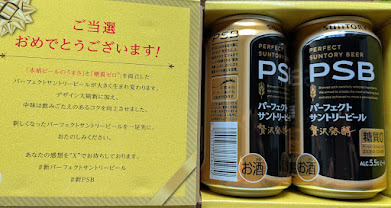 ご当選
おめでとうございます!
「本格ビールのうまさ」と「糖質ゼロ」を両立した
パーフェクトサントリービールが大きく生まれ変わります。
デザイン大刷新に加え、
中味は飲みごたえのあるコクを向上させました。
新しくなったパーフェクトサントリービールを一足先に、
おたのしみください。
あなたの感想を"X"でお待ちしております。
#新パーフェクトサントリービール
#新PSB
PSB
パーフェクト
サントリービール
贅沢発酵
お酒
SUNTORY
PERFECT
SUNTORY BEER
PSB
パーフェクト
サントリービール
贅沢発酵
糖質0
お酒
ALC.5.5%